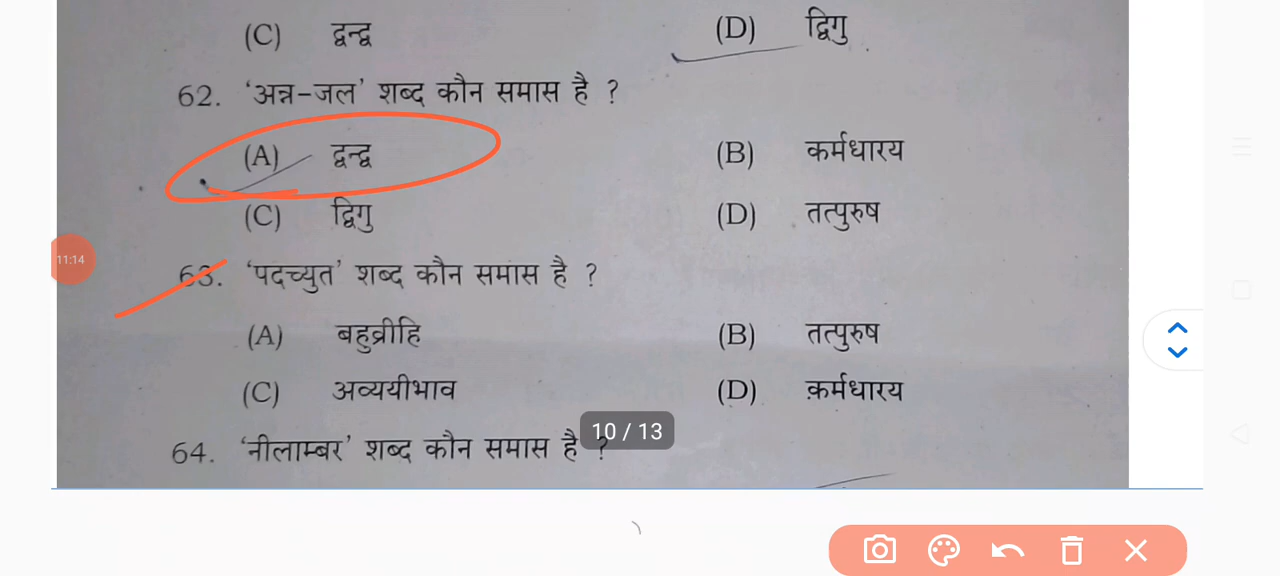 (C) द्वन्द्व (D) द्विगु
62. 'अन्न-जल' शब्द कौन समास है ?
(A) द्वन्द्व (B) कर्मधारय
(C) द्विगु (D) तत्पुरुष
11:14
63. 'पदच्युत' शब्द कौन समास है ?
(A) बहुव्रीहि (B) तत्पुरुष
(C) अव्ययीभाव (D) कर्मधारय
10 / 13
64. 'नीलाम्बर' शब्द कौन समास है ?